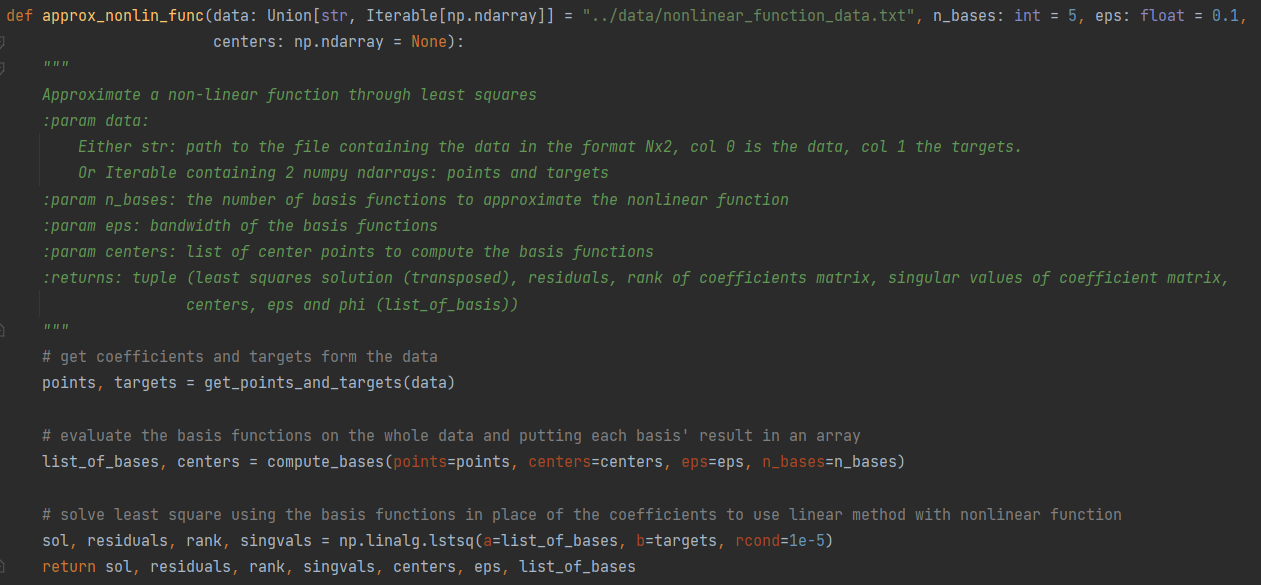 def approx_nonlin_func(data: Union[str, Iterable[np.ndarray]] = "../data/nonlinear_function_data.txt", n_bases: int = 5, eps: float = 0.1,
                       centers: np.ndarray = None):
    """
    Approximate a non-linear function through least squares
    :param data:
        Either str: path to the file containing the data in the format Nx2, col 0 is the data, col 1 the targets.
        Or Iterable containing 2 numpy ndarrays: points and targets
    :param n_bases: the number of basis functions to approximate the nonlinear function
    :param eps: bandwidth of the basis functions
    :param centers: list of center points to compute the basis functions
    :returns: tuple (least squares solution (transposed), residuals, rank of coefficients matrix, singular values of coefficient matrix,
                    centers, eps and phi (list_of_basis))
    """
    # get coefficients and targets form the data
    points, targets = get_points_and_targets(data)

    # evaluate the basis functions on the whole data and putting each basis' result in an array
    list_of_bases, centers = compute_bases(points=points, centers=centers, eps=eps, n_bases=n_bases)

    # solve least square using the basis functions in place of the coefficients to use linear method with nonlinear function
    sol, residuals, rank, singvals = np.linalg.lstsq(a=list_of_bases, b=targets, rcond=1e-5)
    return sol, residuals, rank, singvals, centers, eps, list_of_bases